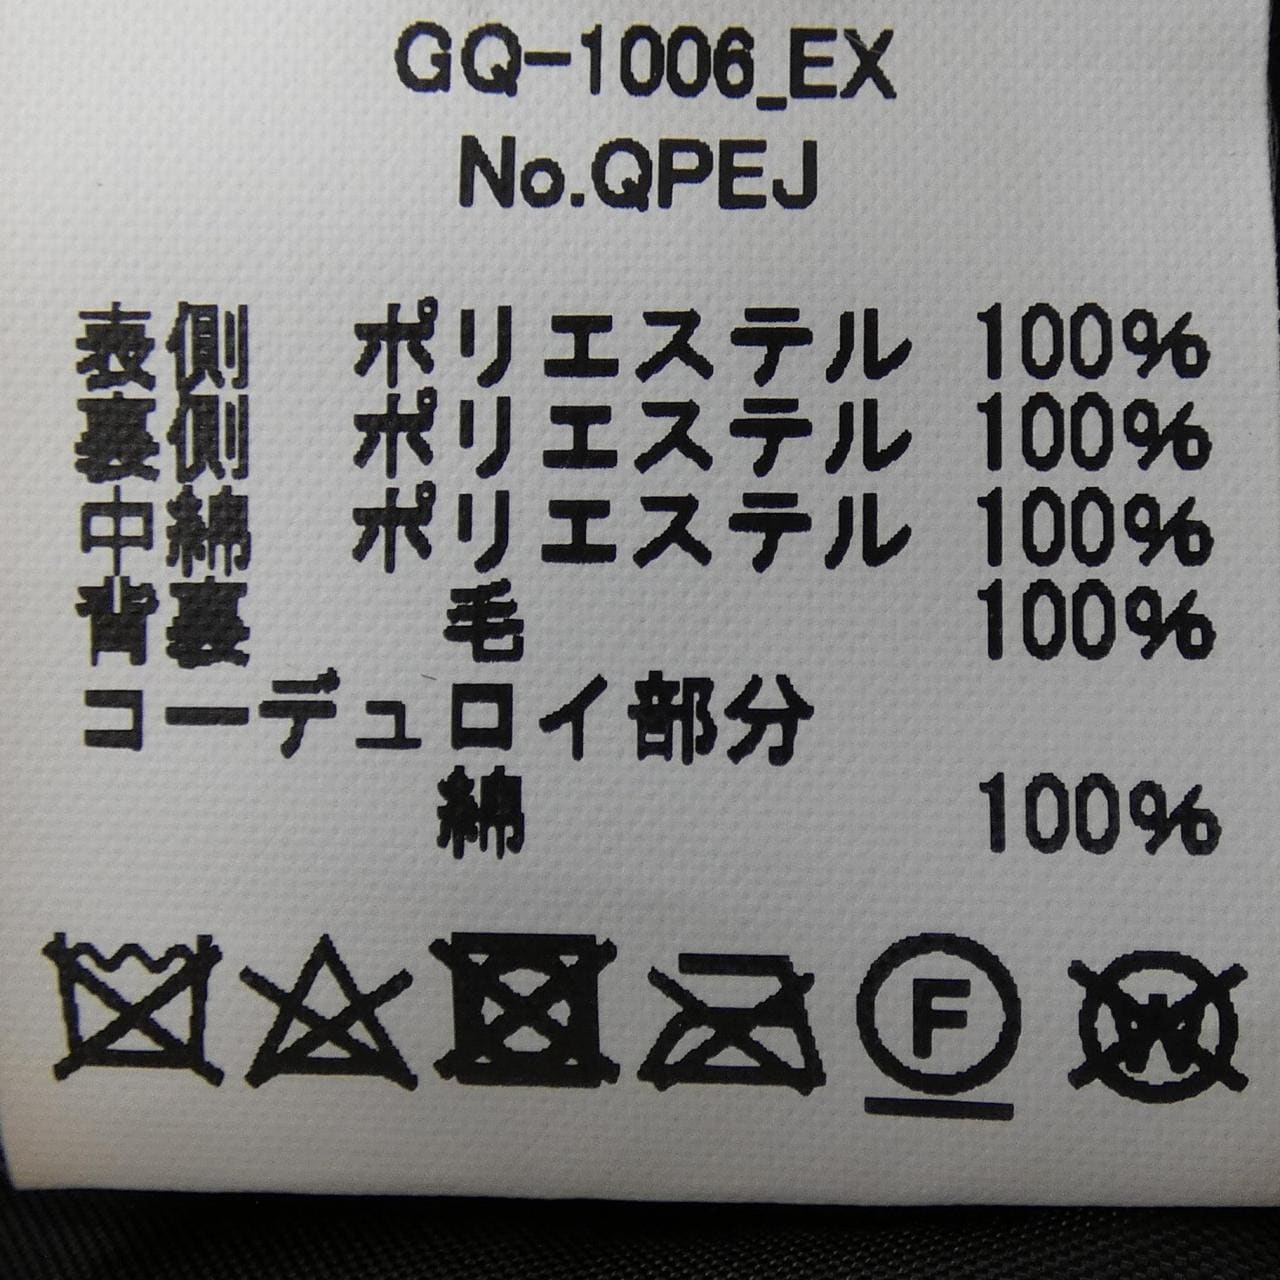 GQ-1006_EX
No.QPEJ
表側 ポリエステル 100%
裏側 ポリエステル 100%
中綿 ポリエステル 100%
背裏 毛 100%
コーデュロイ部分
綿 100%
F W